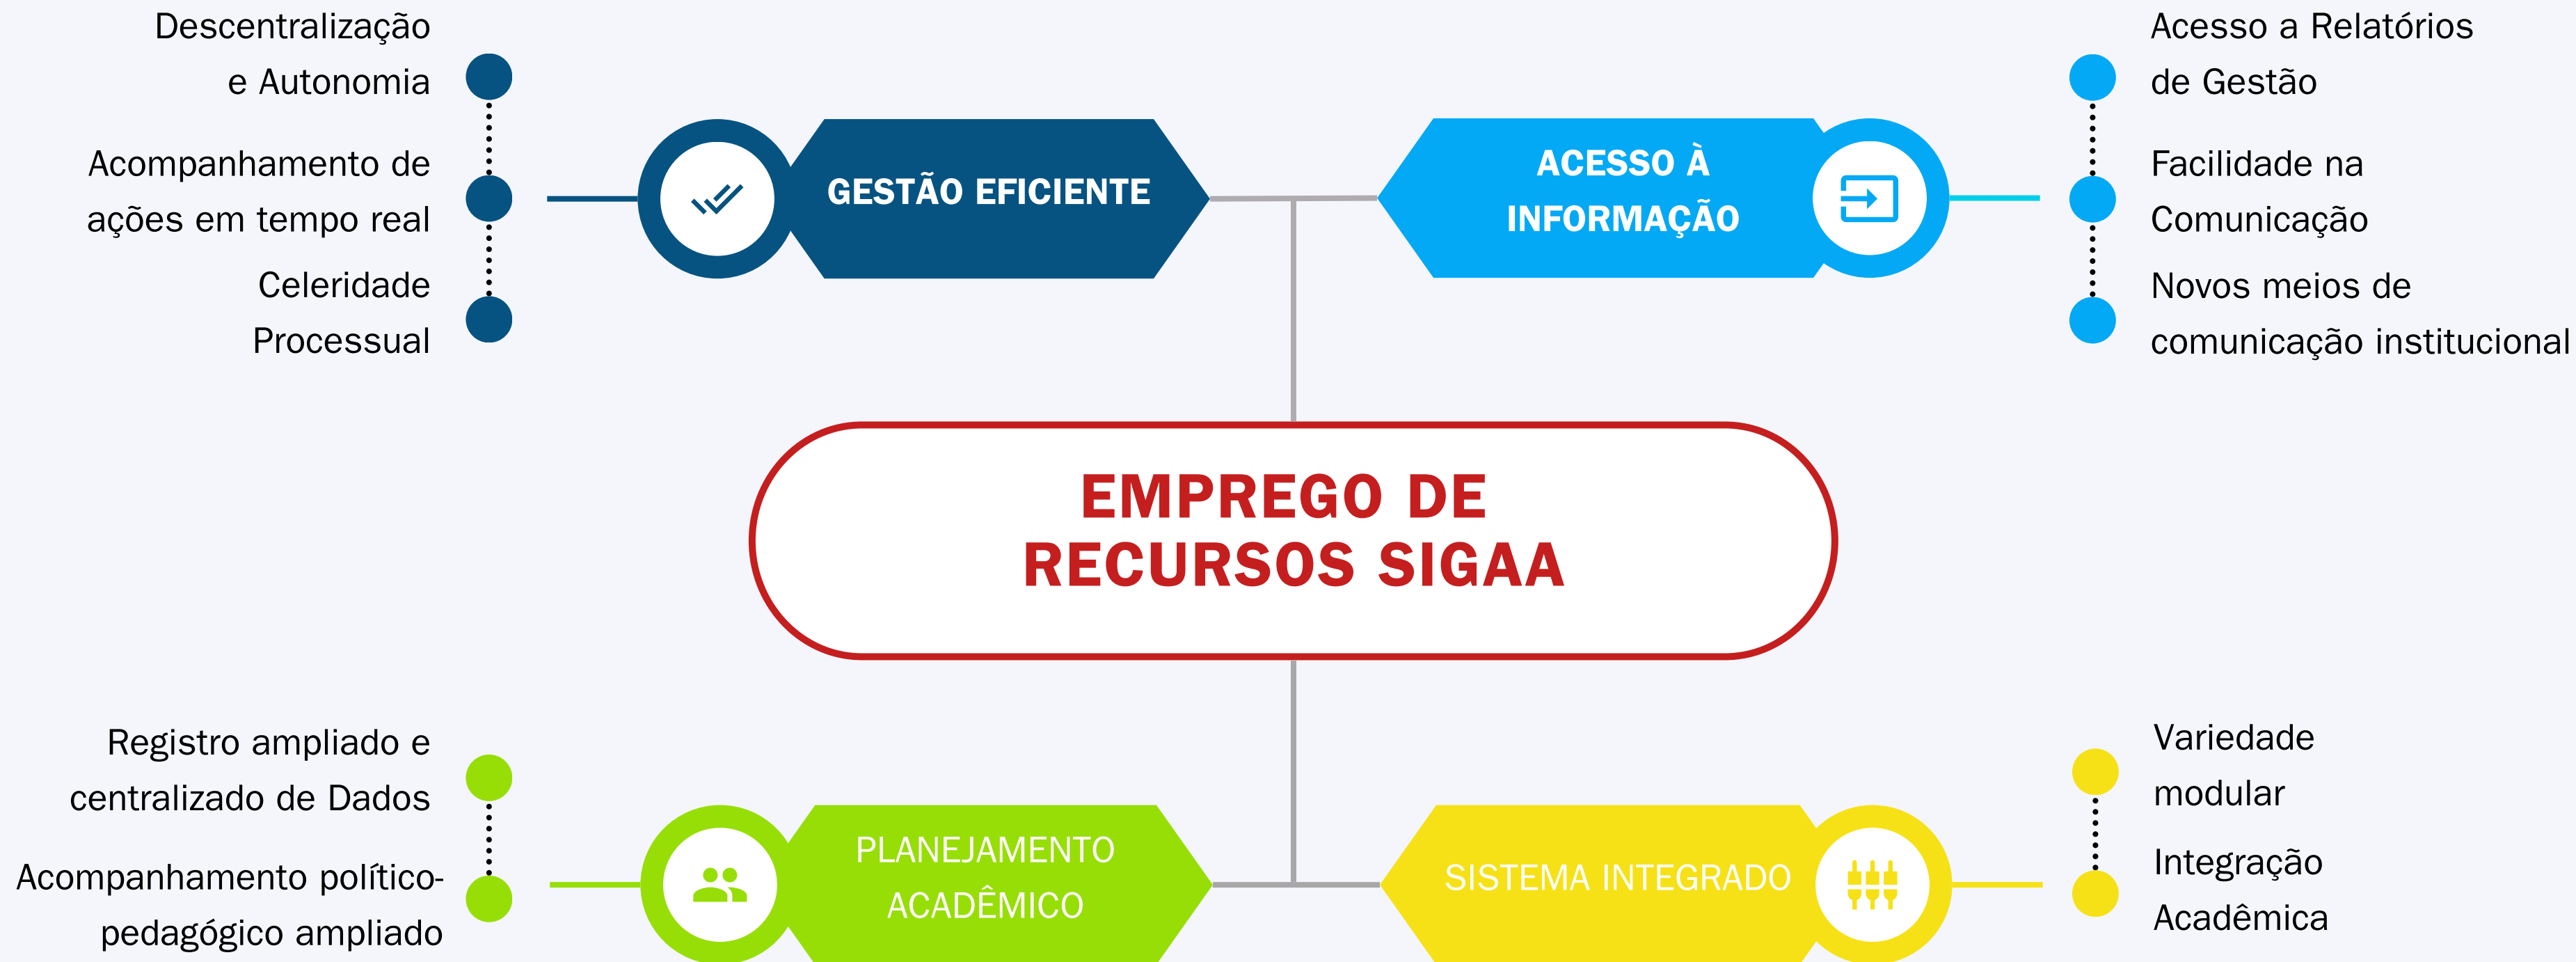 Descentralização
e Autonomia
Acompanhamento de
ações em tempo real
Celeridade
Processual
GESTÃO EFICIENTE
ACESSO À
INFORMAÇÃO
Acesso a Relatórios
de Gestão
Facilidade na
Comunicação
Novos meios de
comunicação institucional
EMPREGO DE
RECURSOS SIGAA
Registro ampliado e
centralizado de Dados
Acompanhamento político-
pedagógico ampliado
PLANEJAMENTO
ACADÊMICO
SISTEMA INTEGRADO
Variedade
modular
Integração
Acadêmica